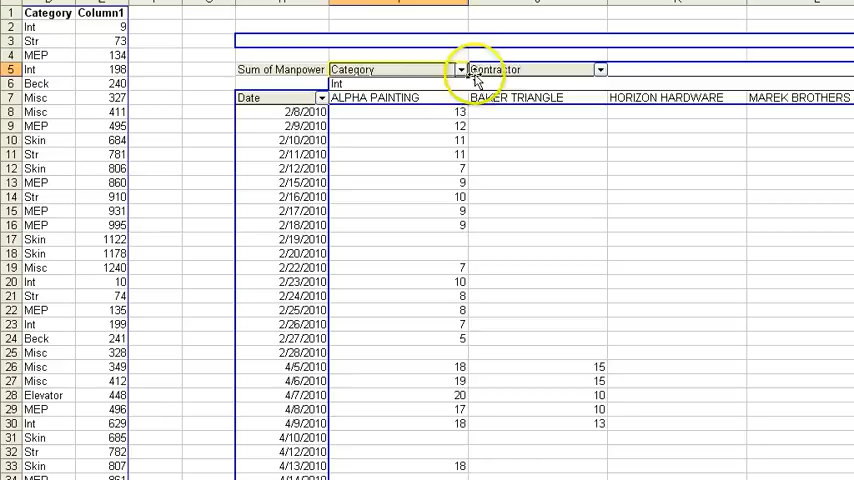 1 Category Column1
2 Int 9
3 Str 73
4 MEP 134
5 Int 198 Sum of Manpower Category Contractor
6 Beck 240 Int
7 Misc 327 Date ALPHA PAINTING BAKER TRIANGLE HORIZON HARDWARE MAREK BROTHERS
8 Misc 411 2/8/2010 13
9 MEP 495 2/9/2010 12
10 Skin 684 2/10/2010 11
11 Str 781 2/11/2010 11
12 Skin 806 2/12/2010 7
13 MEP 860 2/15/2010 9
14 Str 910 2/16/2010 10
15 MEP 931 2/17/2010 9
16 MEP 995 2/18/2010 9
17 Skin 1122 2/19/2010
18 Skin 1178 2/20/2010
19 Misc 1240 2/22/2010 7
20 Int 10 2/23/2010 10
21 Str 74 2/24/2010 8
22 MEP 135 2/25/2010 8
23 Int 199 2/26/2010 7
24 Beck 241 2/27/2010 5
25 Misc 328 2/28/2010
26 Misc 349 4/5/2010 18 15
27 Misc 412 4/6/2010 19 15
28 Elevator 448 4/7/2010 20 10
29 MEP 496 4/8/2010 17 10
30 Int 629 4/9/2010 18 13
31 Skin 685 4/10/2010
32 Str 782 4/12/2010
33 Skin 807 4/13/2010 18